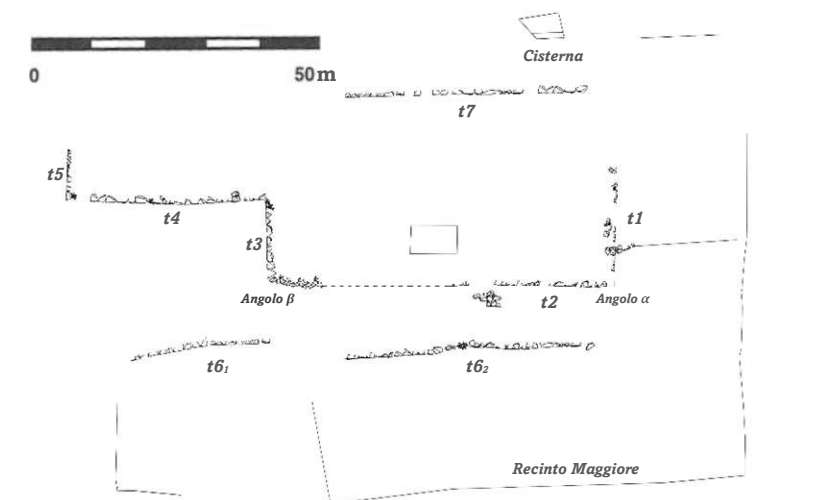 Cisterna
0 50m
t7
t5
t4
t1
t3
Angolo β
t2
Angolo α
t6₁
t6₂
Recinto Maggiore